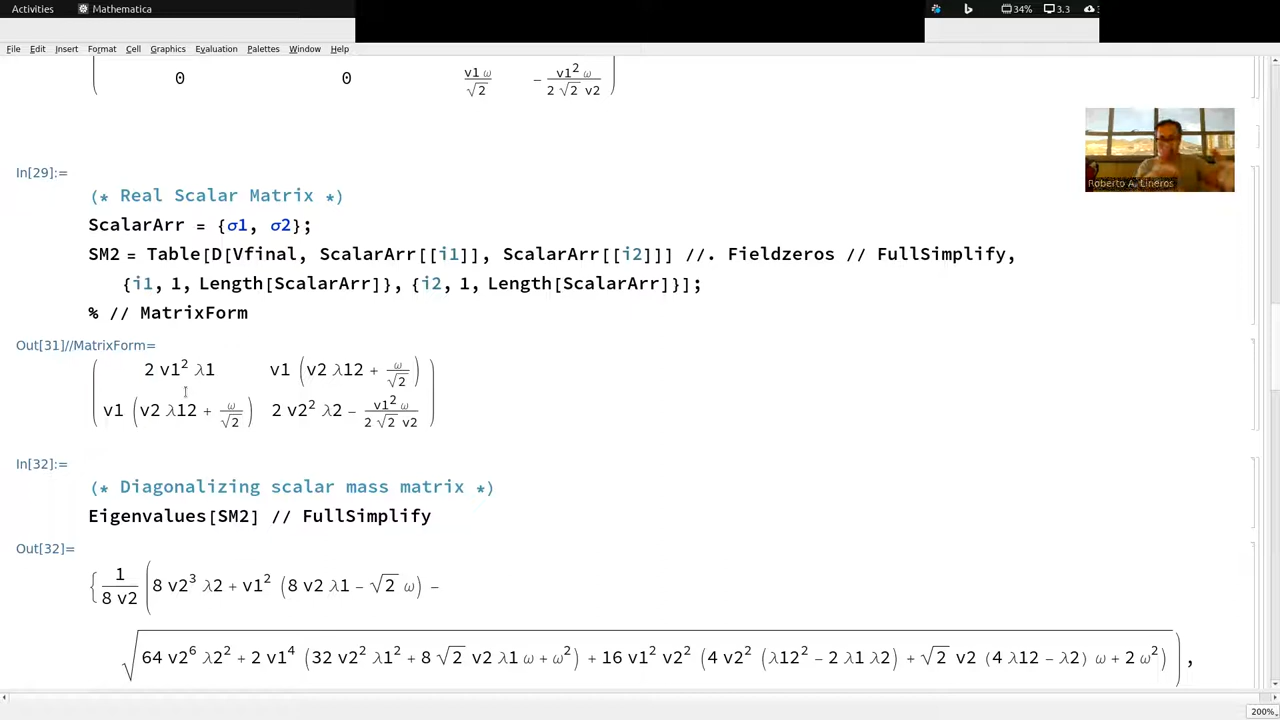 Activities Mathematica 34% 3.3
File Edit Insert Format Cell Graphics Evaluation Palettes Window Help
0 0 v1 ω/√2 - v1² ω/(2 √2 v2)
In[29]:=
(* Real Scalar Matrix *)
ScalarArr = {σ1, σ2};
SM2 = Table[D[Vfinal, ScalarArr[[i1]], ScalarArr[[i2]]] //. Fieldzeros // FullSimplify,
{i1, 1, Length[ScalarArr]}, {i2, 1, Length[ScalarArr]}];
% // MatrixForm
Out[31]//MatrixForm=
2 v1² λ1 v1 (v2 λ12 + ω/√2)
v1 (v2 λ12 + ω/√2) 2 v2² λ2 - v1² ω/(2 √2 v2)
In[32]:=
(* Diagonalizing scalar mass matrix *)
Eigenvalues[SM2] // FullSimplify
Out[32]=
{1/(8 v2) (8 v2³ λ2 + v1² (8 v2 λ1 - √2 ω) -
√(64 v2⁶ λ2² + 2 v1⁴ (32 v2² λ1² + 8 √2 v2 λ1 ω + ω²) + 16 v1² v2² (4 v2² (λ12² - 2 λ1 λ2) + √2 v2 (4 λ12 - λ2) ω + 2 ω²))),
Roberto A. Lineros
200%